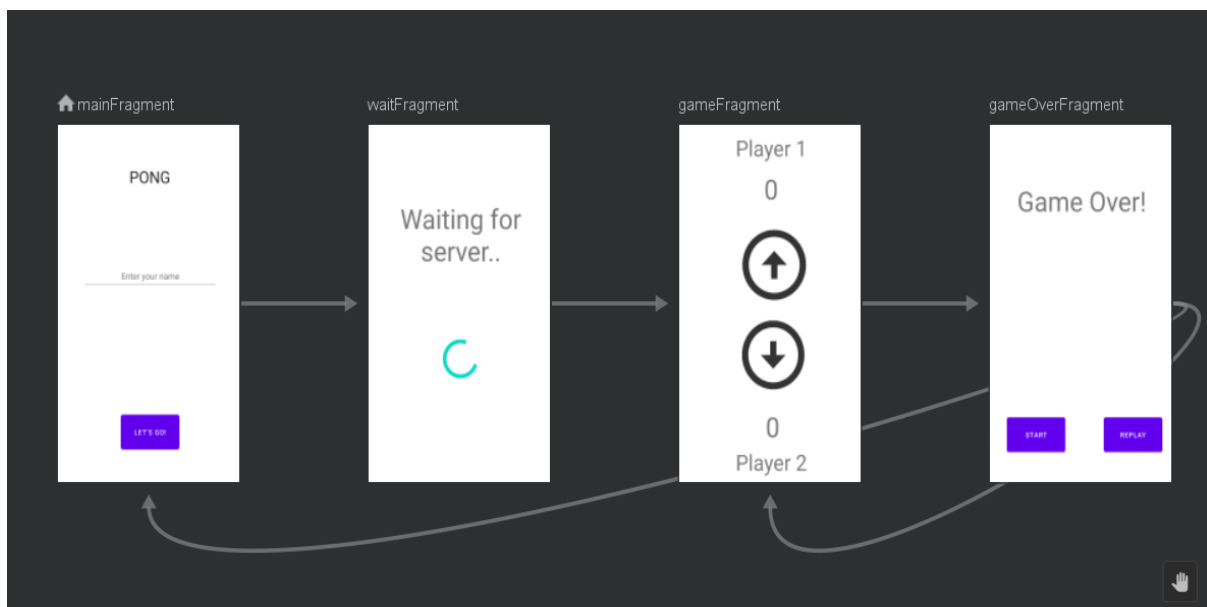 mainFragment
PONG
Enter your name
LET'S GO!
waitFragment
Waiting for
server..
gameFragment
Player 1
0
0
Player 2
gameOverFragment
Game Over!
START
REPLAY